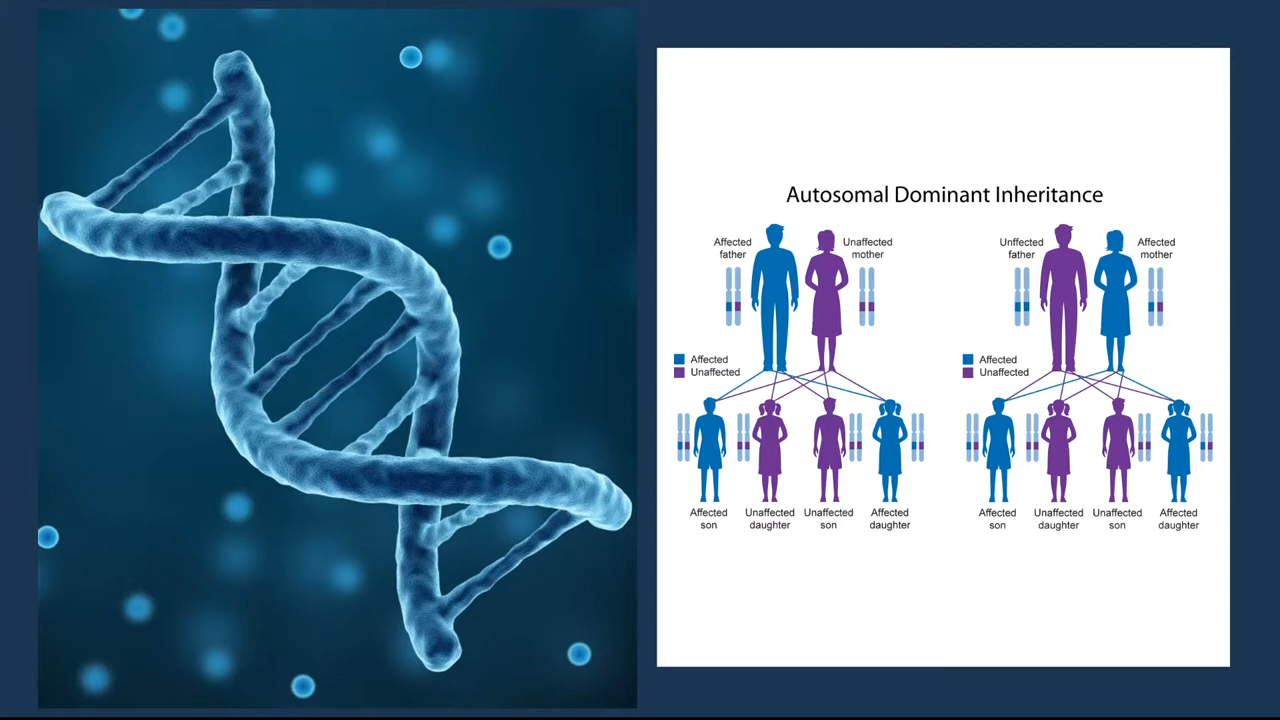 Autosomal Dominant Inheritance
Affected
father
Unaffected
mother
Affected
Unaffected
Affected
son
Unaffected
daughter
Unaffected
son
Affected
daughter
Unffected
father
Affected
mother
Affected
Unaffected
Affected
son
Unaffected
daughter
Unaffected
son
Affected
daughter